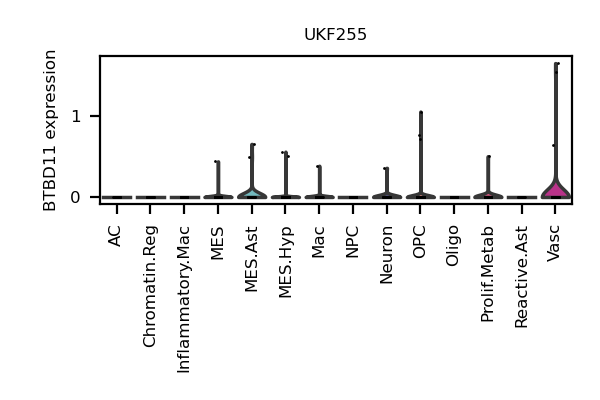 UKF255
BTBD11 expression
1
0
AC
Chromatin.Reg
Inflammatory.Mac
MES
MES.Ast
MES.Hyp
Mac
NPC
Neuron
OPC
Oligo
Prolif.Metab
Reactive.Ast
Vasc